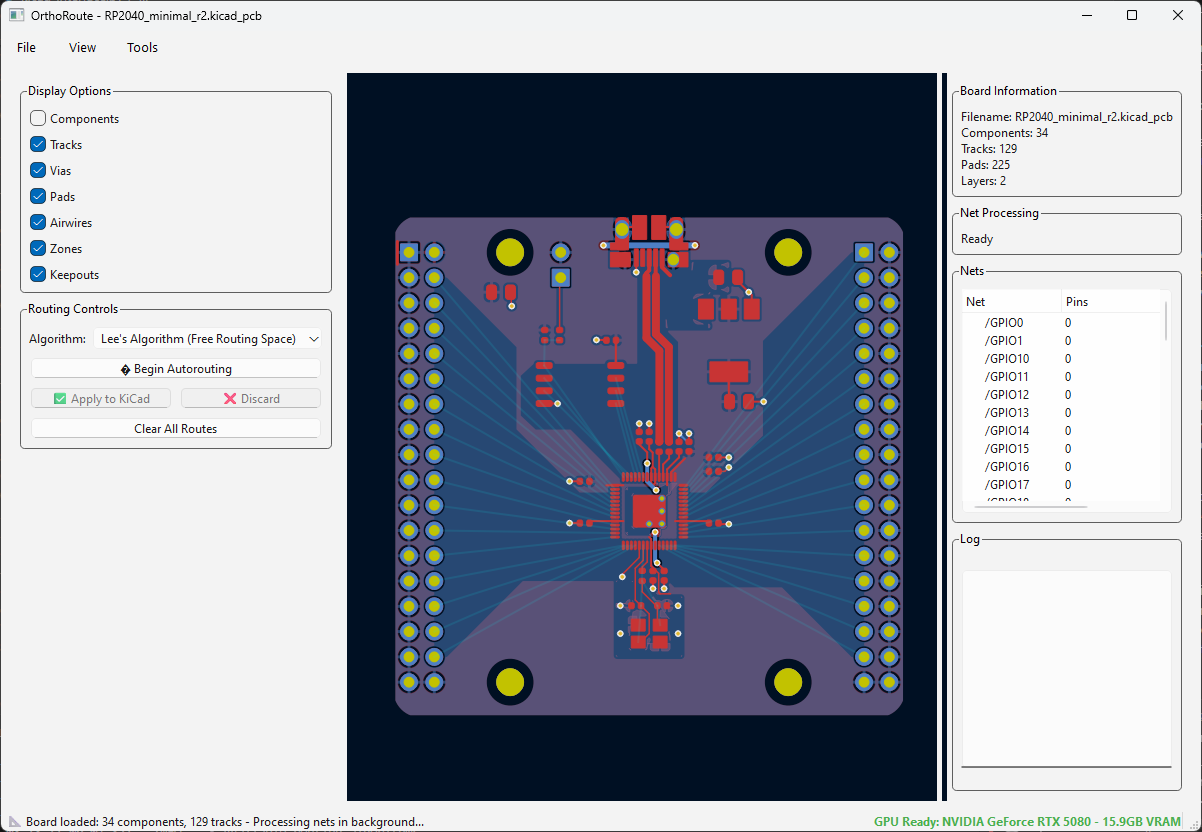 OrthoRoute - RP2040_minimal_r2.kicad_pcb
File View Tools
Display Options
Components
Tracks
Vias
Pads
Airwires
Zones
Keepouts
Routing Controls
Algorithm: Lee's Algorithm (Free Routing Space)
� Begin Autorouting
✅ Apply to KiCad ❌ Discard
Clear All Routes
Board Information
Filename: RP2040_minimal_r2.kicad_pcb
Components: 34
Tracks: 129
Pads: 225
Layers: 2
Net Processing
Ready
Nets
Net Pins
/GPIO0 0
/GPIO1 0
/GPIO10 0
/GPIO11 0
/GPIO12 0
/GPIO13 0
/GPIO14 0
/GPIO15 0
/GPIO16 0
/GPIO17 0
/GPIO18 0
Log
Board loaded: 34 components, 129 tracks - Processing nets in background...
GPU Ready: NVIDIA GeForce RTX 5080 - 15.9GB VRAM